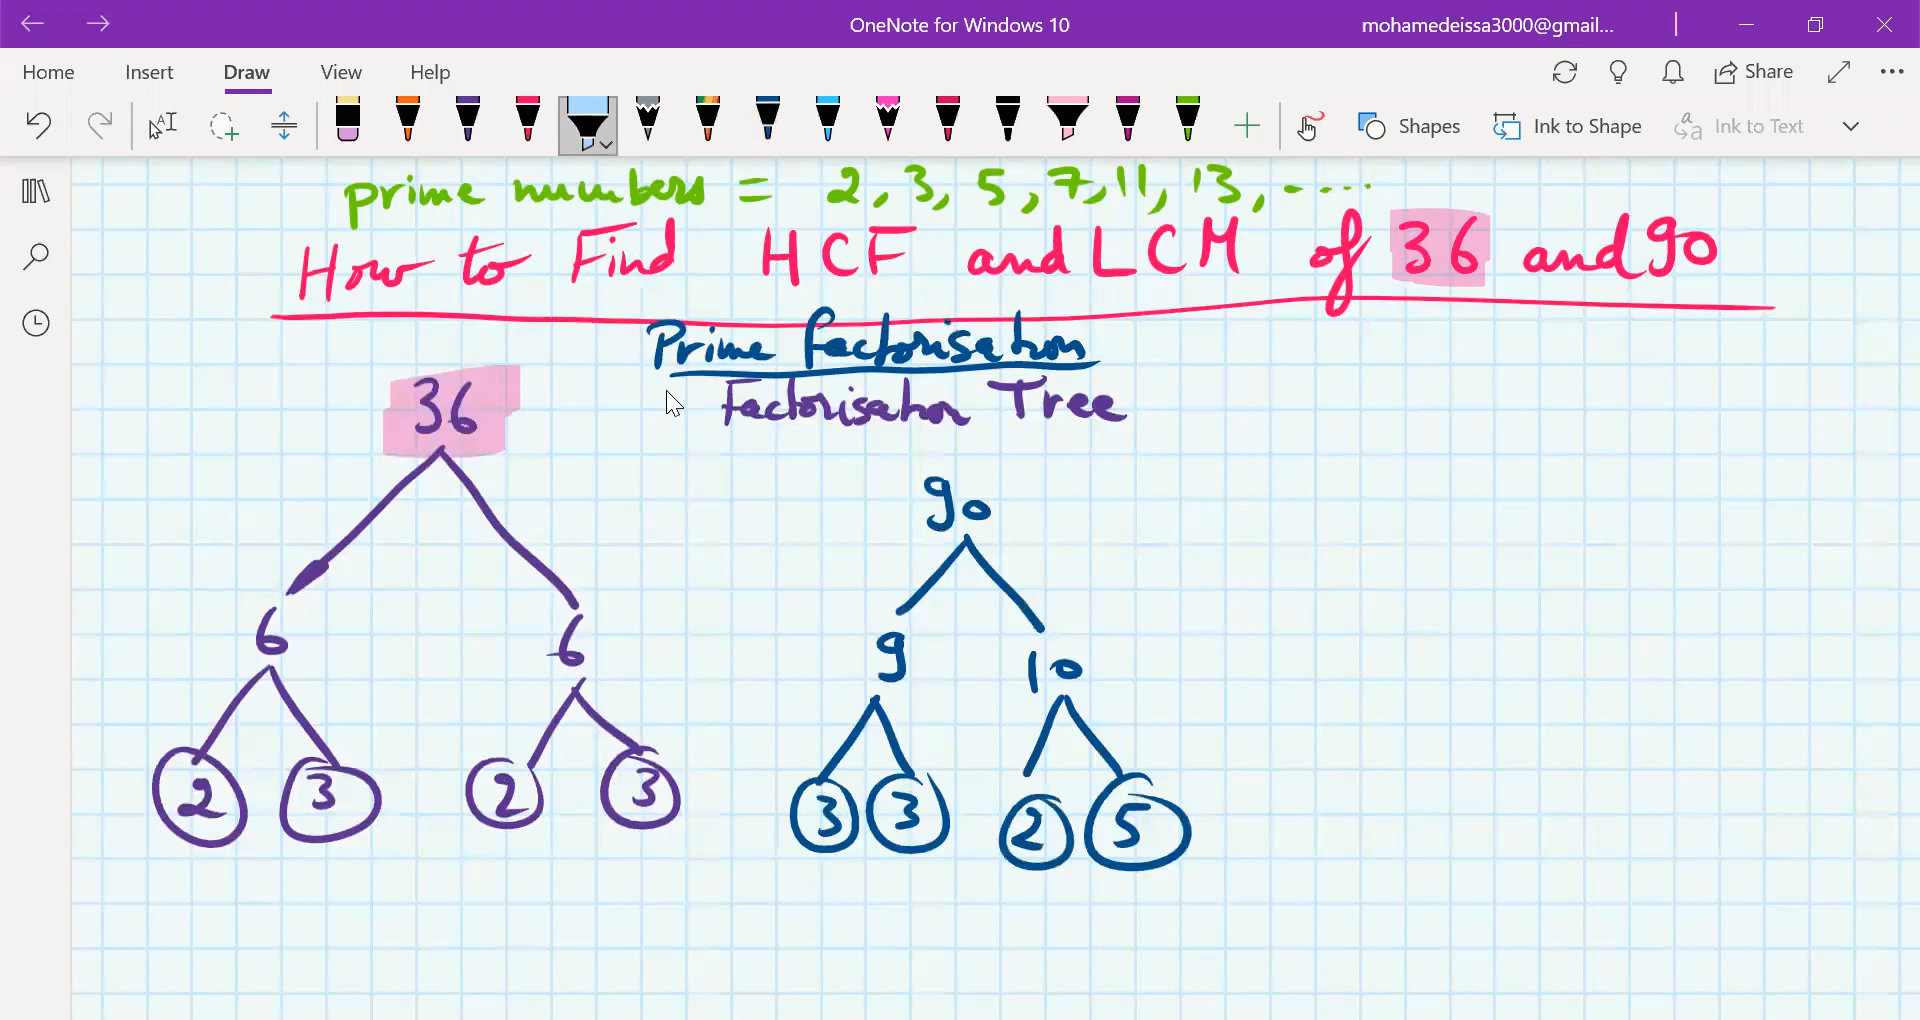 OneNote for Windows 10
mohamedeissa3000@gmail...
Home Insert Draw View Help
Share
Shapes Ink to Shape Ink to Text
prime numbers = 2, 3, 5, 7, 11, 13, -....
How to Find HCF and LCM of 36 and 90
Prime factorisation
Factorisation Tree
36
90
6 6
9 10
2 3 2 3
3 3 2 5